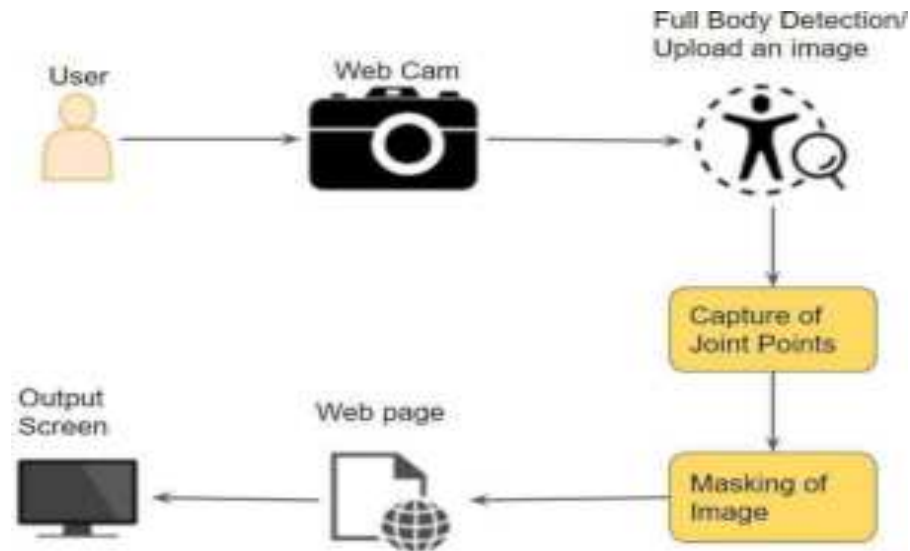 User
Web Cam
Full Body Detection/
Upload an image
Capture of
Joint Points
Masking of
Image
Web page
Output
Screen